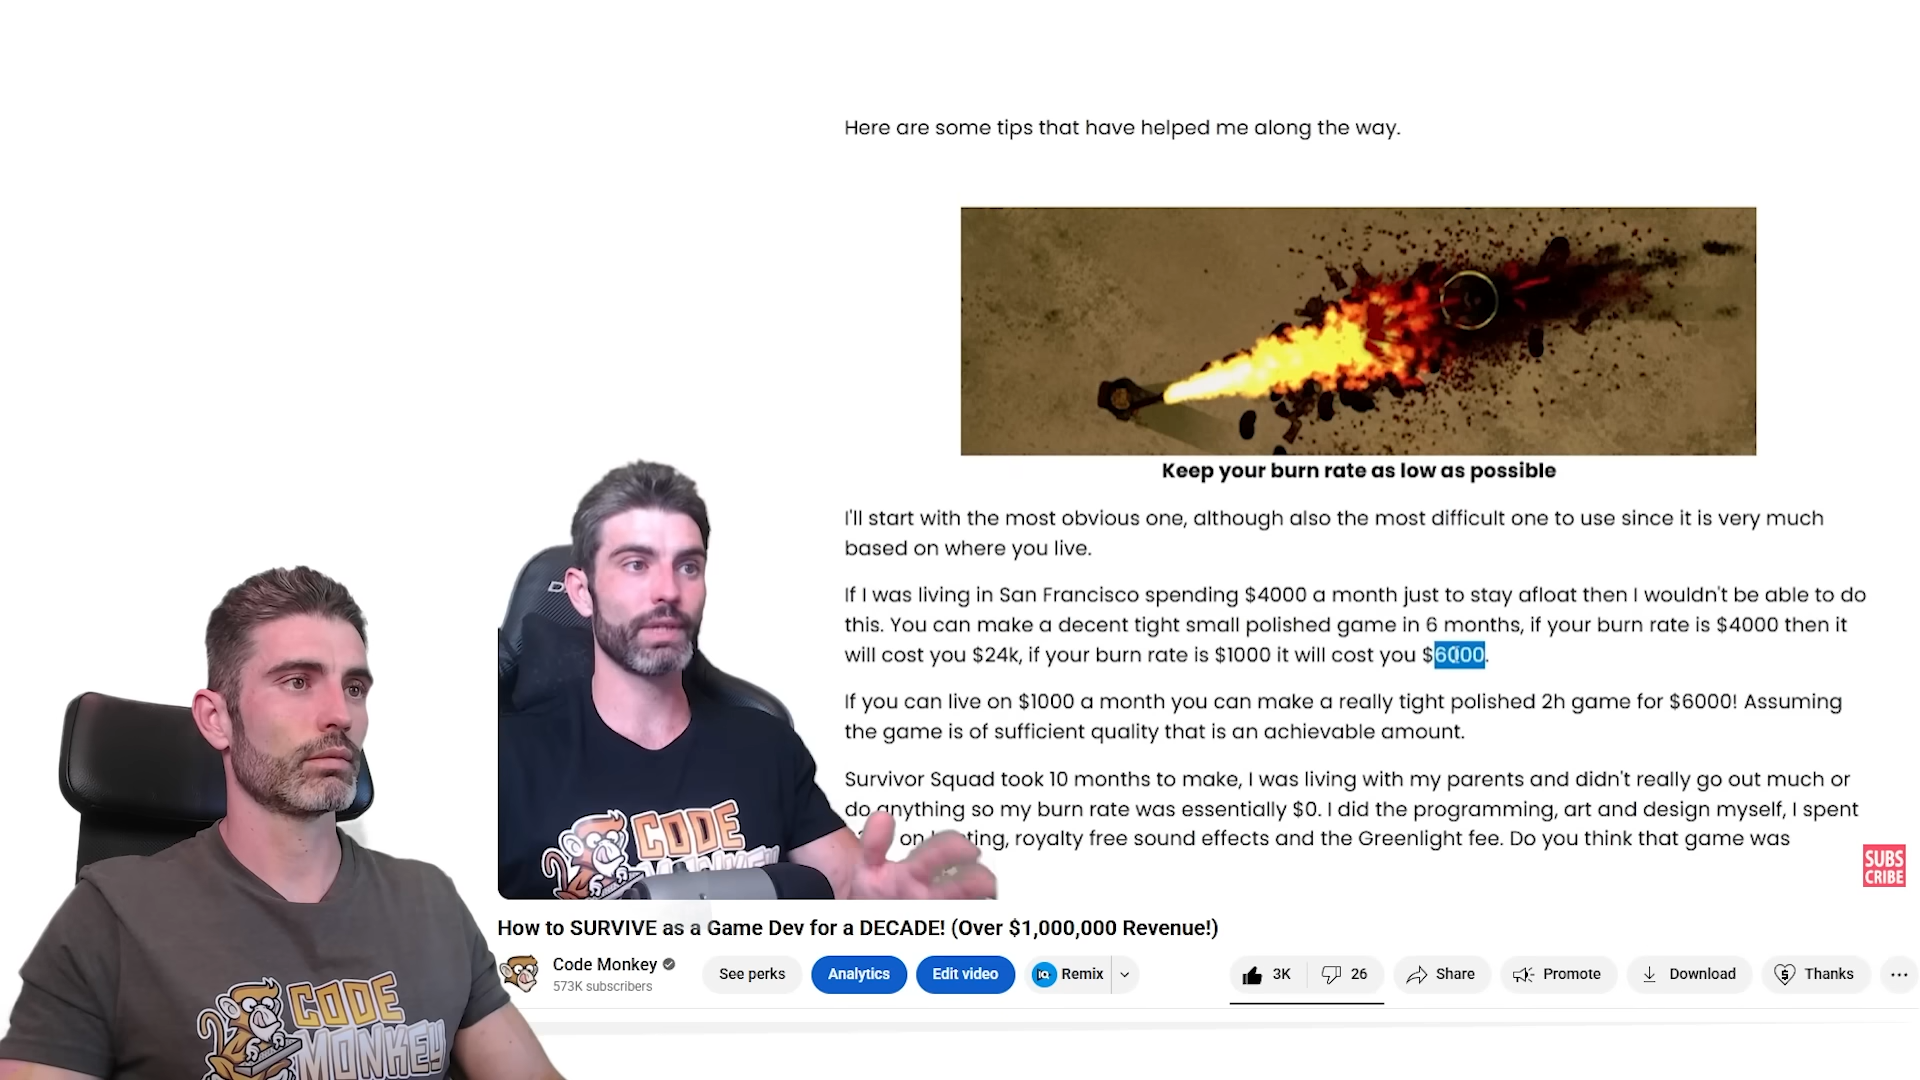 Here are some tips that have helped me along the way.
Keep your burn rate as low as possible
I'll start with the most obvious one, although also the most difficult one to use since it is very much
based on where you live.
If I was living in San Francisco spending $4000 a month just to stay afloat then I wouldn't be able to do
this. You can make a decent tight small polished game in 6 months, if your burn rate is $4000 then it
will cost you $24k, if your burn rate is $1000 it will cost you $6000.
If you can live on $1000 a month you can make a really tight polished 2h game for $6000! Assuming
the game is of sufficient quality that is an achievable amount.
Survivor Squad took 10 months to make, I was living with my parents and didn't really go out much or
do anything so my burn rate was essentially $0. I did the programming, art and design myself, I spent
on royalty free sound effects and the Greenlight fee. Do you think that game was
CODE
MONKEY
SUBS
CRIBE
How to SURVIVE as a Game Dev for a DECADE! (Over $1,000,000 Revenue!)
Code Monkey
573K subscribers
See perks
Analytics
Edit video
IQ
Remix
3K
26
Share
Promote
Download
Thanks
CODE
MONKEY